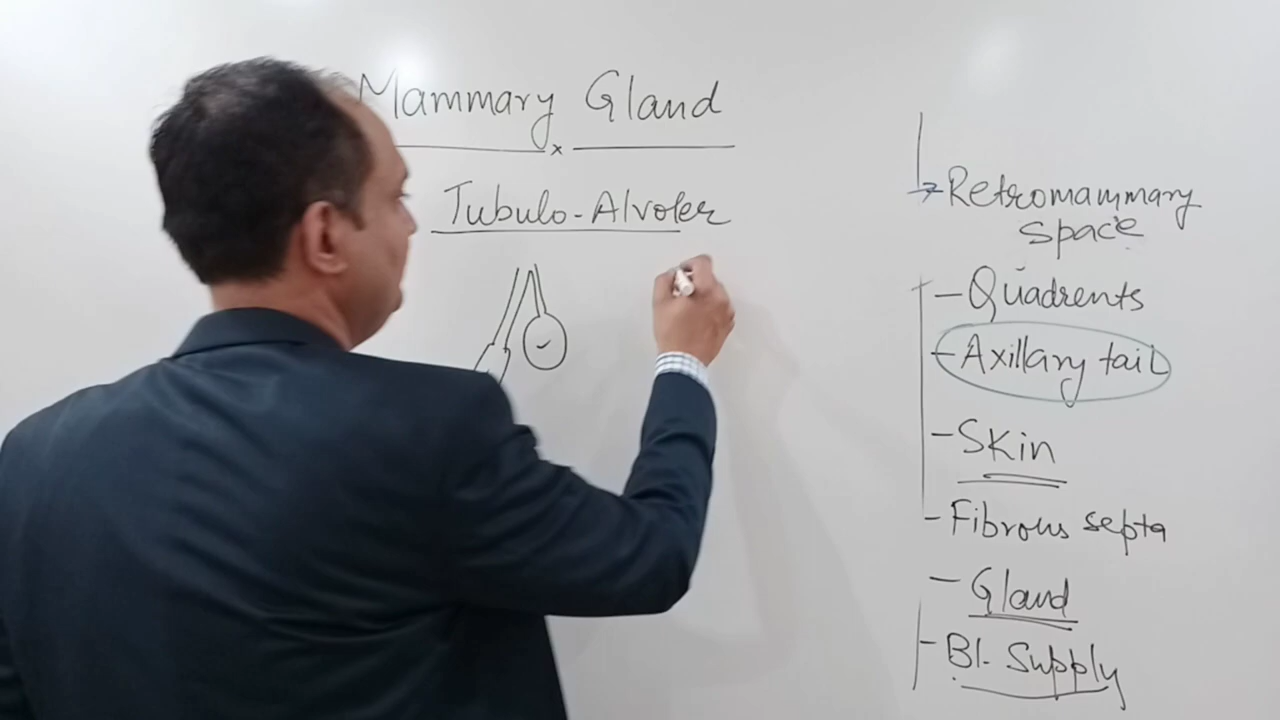 Mammary Gland
x
Tubulo-Alvoler
→ Retromammary
Space
- Quadrents
- Axillary tail
- Skin
- Fibrous septa
- Gland
- Bl. Supply